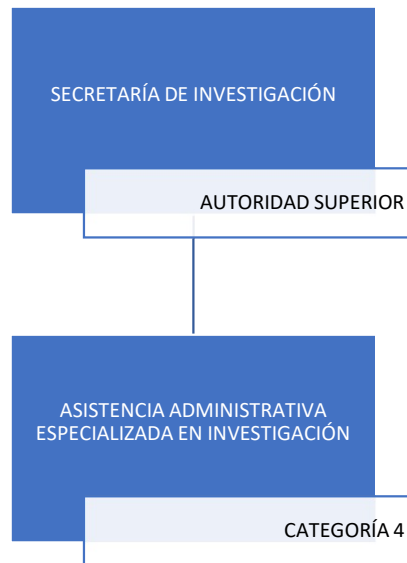 SECRETARÍA DE INVESTIGACIÓN
AUTORIDAD SUPERIOR
ASISTENCIA ADMINISTRATIVA
ESPECIALIZADA EN INVESTIGACIÓN
CATEGORÍA 4